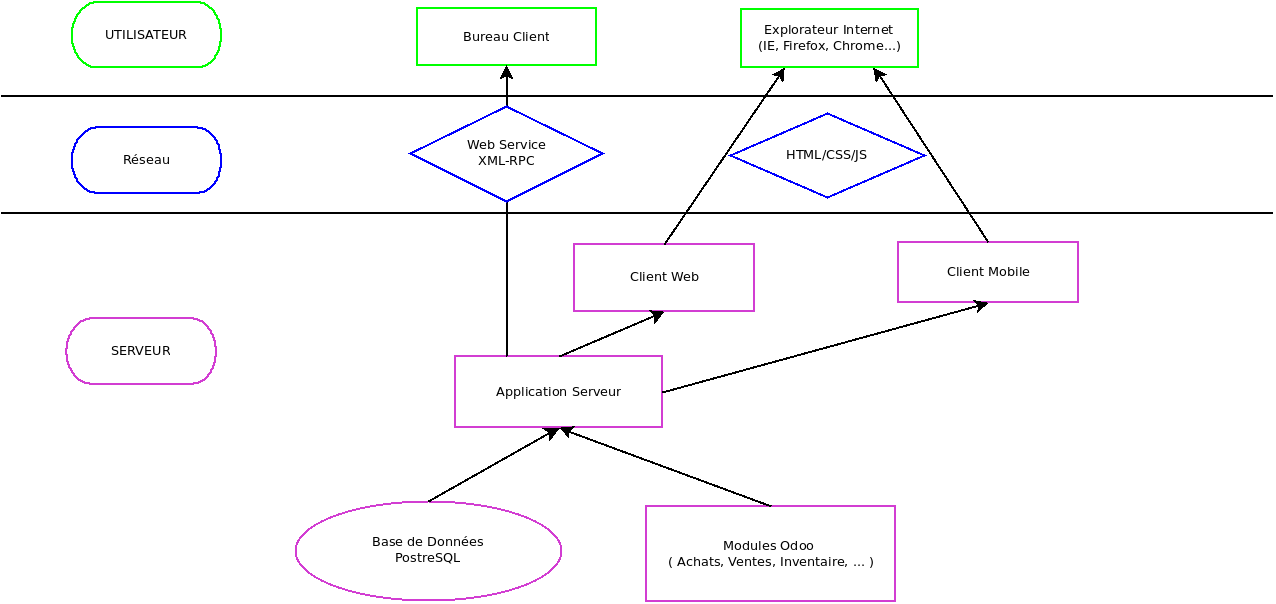 UTILISATEUR
Bureau Client
Explorateur Internet
(IE, Firefox, Chrome...)
Réseau
Web Service
XML-RPC
HTML/CSS/JS
Client Web
Client Mobile
SERVEUR
Application Serveur
Base de Données
PostreSQL
Modules Odoo
( Achats, Ventes, Inventaire, ... )